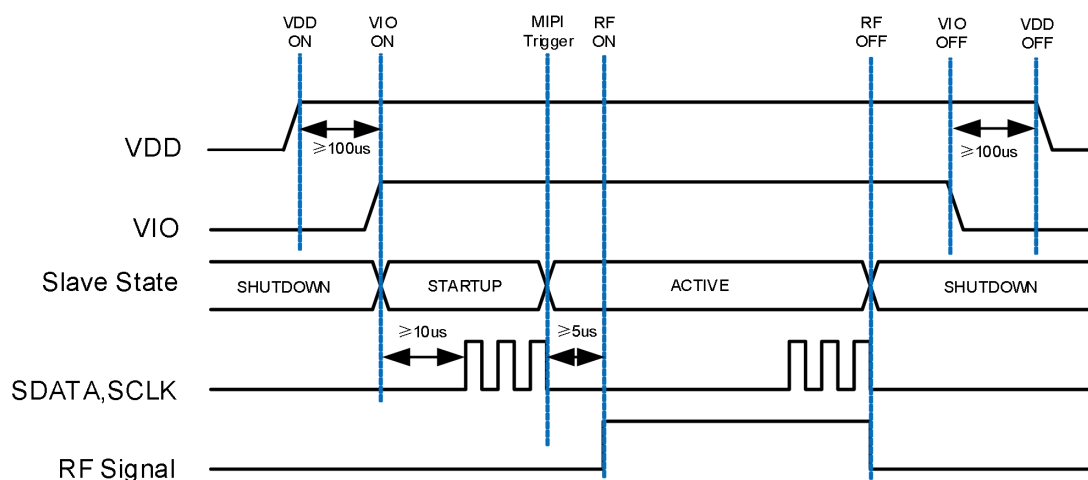 VDD
ON
VIO
ON
MIPI
Trigger
RF
ON
RF
OFF
VIO
OFF
VDD
OFF
VDD
≥100us
≥100us
VIO
Slave State
SHUTDOWN
STARTUP
ACTIVE
SHUTDOWN
≥10us
≥5us
SDATA,SCLK
RF Signal